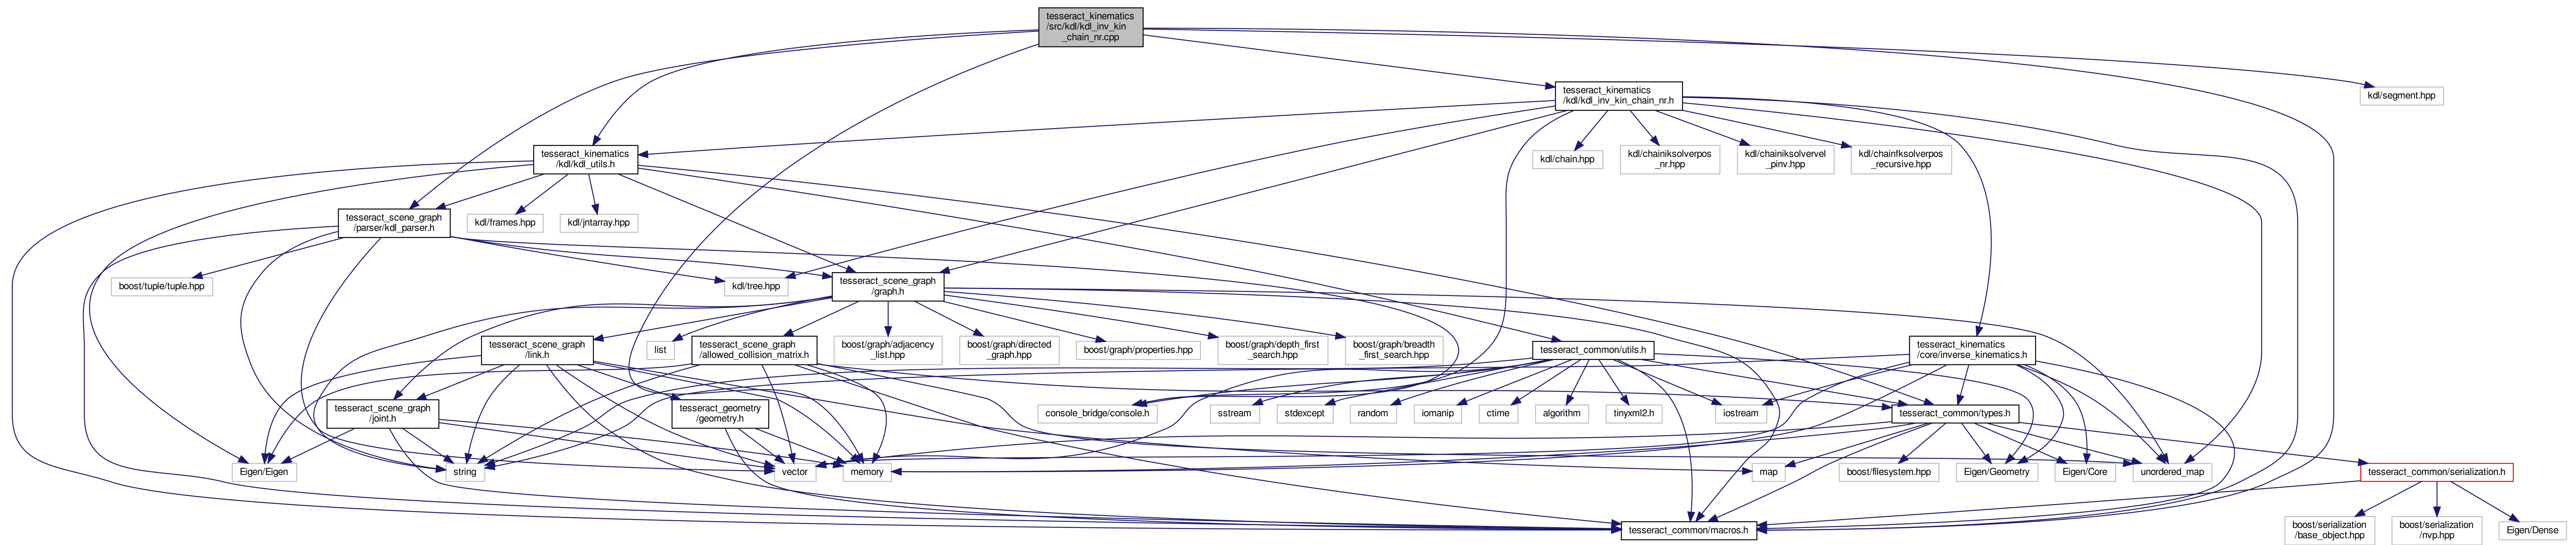 tesseract_kinematics
/src/kdl/kdl_inv_kin
_chain_nr.cpp
tesseract_kinematics
/kdl/kdl_inv_kin_chain_nr.h
kdl/segment.hpp
tesseract_kinematics
/kdl/kdl_utils.h
kdl/chain.hpp
kdl/chainiksolverpos
_nr.hpp
kdl/chainiksolvervel
_pinv.hpp
kdl/chainfksolverpos
_recursive.hpp
tesseract_scene_graph
/parser/kdl_parser.h
kdl/frames.hpp
kdl/jntarray.hpp
boost/tuple/tuple.hpp
kdl/tree.hpp
tesseract_scene_graph
/graph.h
tesseract_scene_graph
/link.h
list
tesseract_scene_graph
/allowed_collision_matrix.h
boost/graph/adjacency
_list.hpp
boost/graph/directed
_graph.hpp
boost/graph/properties.hpp
boost/graph/depth_first
_search.hpp
boost/graph/breadth
_first_search.hpp
tesseract_common/utils.h
tesseract_kinematics
/core/inverse_kinematics.h
tesseract_scene_graph
/joint.h
tesseract_geometry
/geometry.h
console_bridge/console.h
sstream
stdexcept
random
iomanip
ctime
algorithm
tinyxml2.h
iostream
tesseract_common/types.h
Eigen/Eigen
string
vector
memory
map
boost/filesystem.hpp
Eigen/Geometry
Eigen/Core
unordered_map
tesseract_common/serialization.h
tesseract_common/macros.h
boost/serialization
/base_object.hpp
boost/serialization
/nvp.hpp
Eigen/Dense